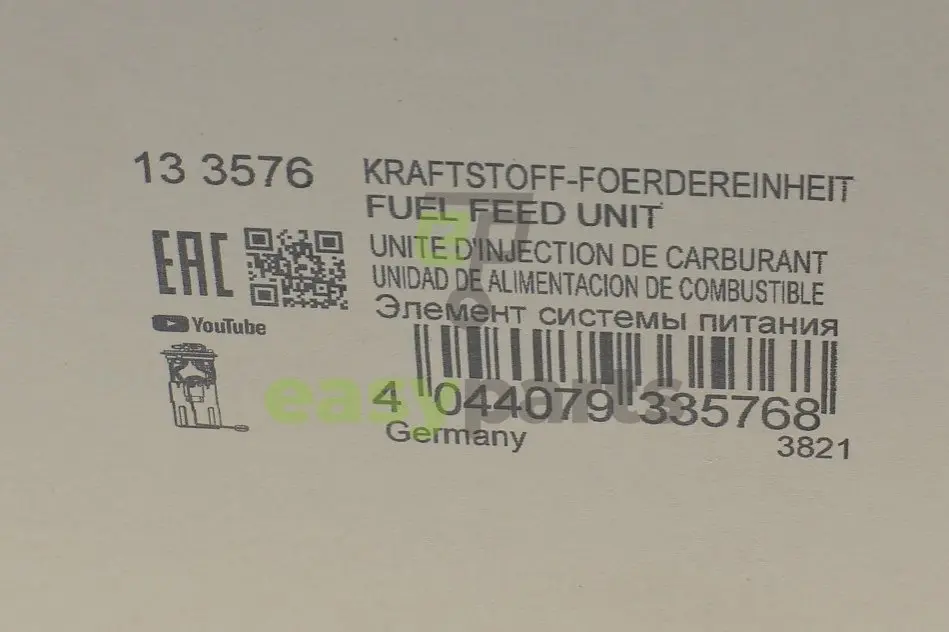 13 3576
KRAFTSTOFF-FOERDEREINHEIT
FUEL FEED UNIT
UNITE D'INJECTION DE CARBURANT
UNIDAD DE ALIMENTACION DE COMBUSTIBLE
Элемент системы питания
EAC
YouTube
4 044079 335768
Germany
3821
easyparts